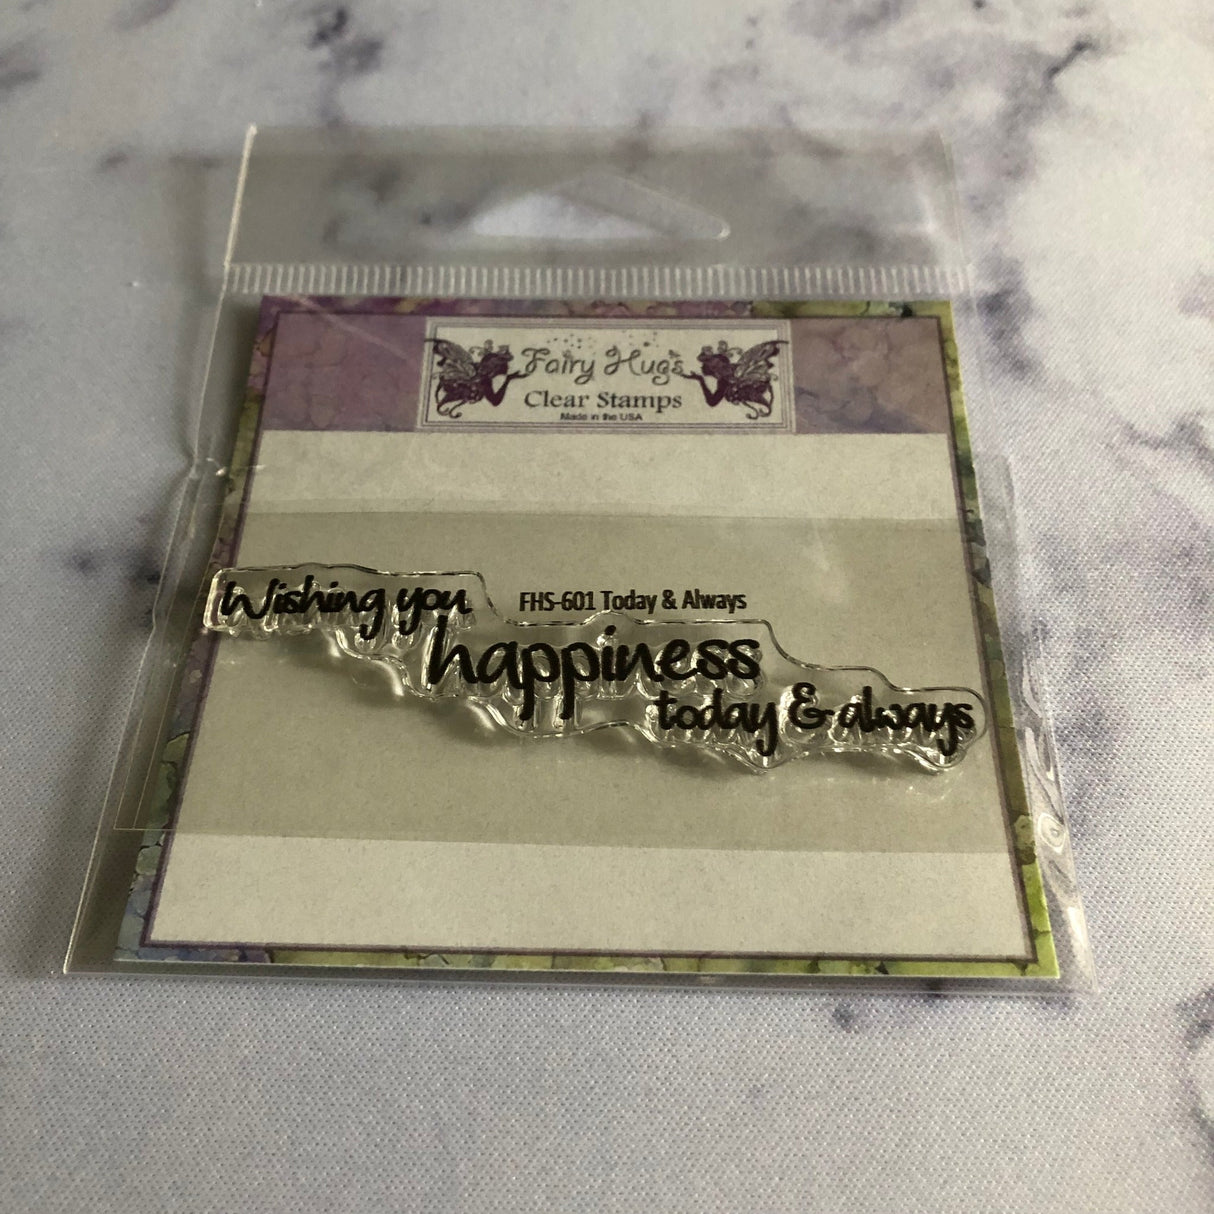 Fairy Hugs
Clear Stamps
Made in the USA
FHS-601 Today & Always
Wishing you
happiness
today & always